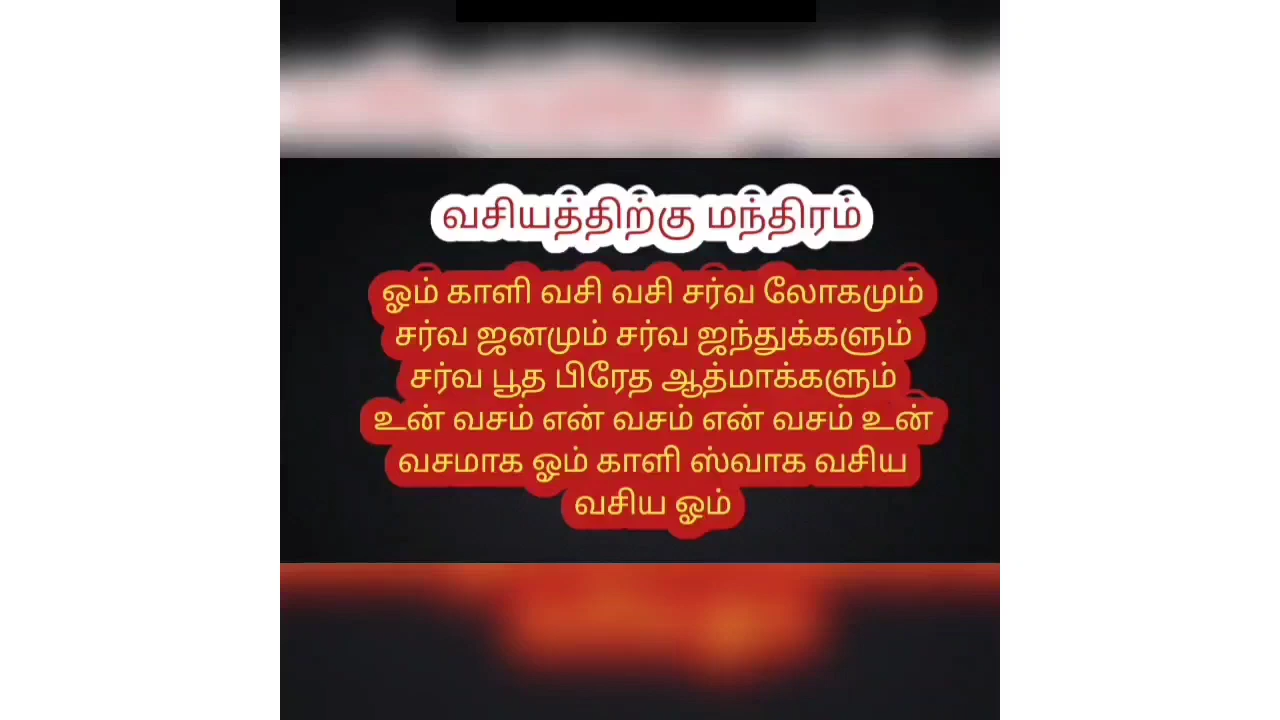 வசியத்திற்கு மந்திரம்
ஓம் காளி வசி வசி சர்வ லோகமும்
சர்வ ஜனமும் சர்வ ஜந்துக்களும்
சர்வ பூத பிரேத ஆத்மாக்களும்
உன் வசம் என் வசம் என் வசம் உன்
வசமாக ஓம் காளி ஸ்வாக வசிய
வசிய ஓம்